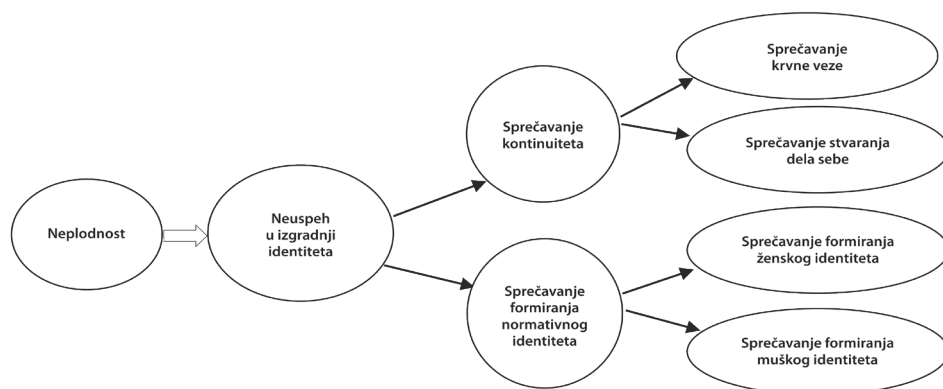 Neplodnost
Neuspeh
u izgradnji
identiteta
Sprečavanje
kontinuiteta
Sprečavanje
krvne veze
Sprečavanje stvaranja
dela sebe
Sprečavanje
formiranja
normativnog
identiteta
Sprečavanje formiranja
ženskog identiteta
Sprečavanje formiranja
muškog identiteta